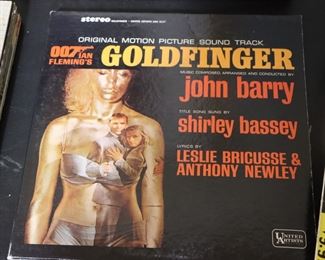 stereo
ORIGINAL MOTION PICTURE SOUND TRACK
007 IAN
FLEMING'S
GOLDFINGER
MUSIC COMPOSED, ARRANGED AND CONDUCTED BY
john barry
TITLE SONG SUNG BY
shirley bassey
LYRICS BY
LESLIE BRICUSSE &
ANTHONY NEWLEY
UNITED
ARTISTS